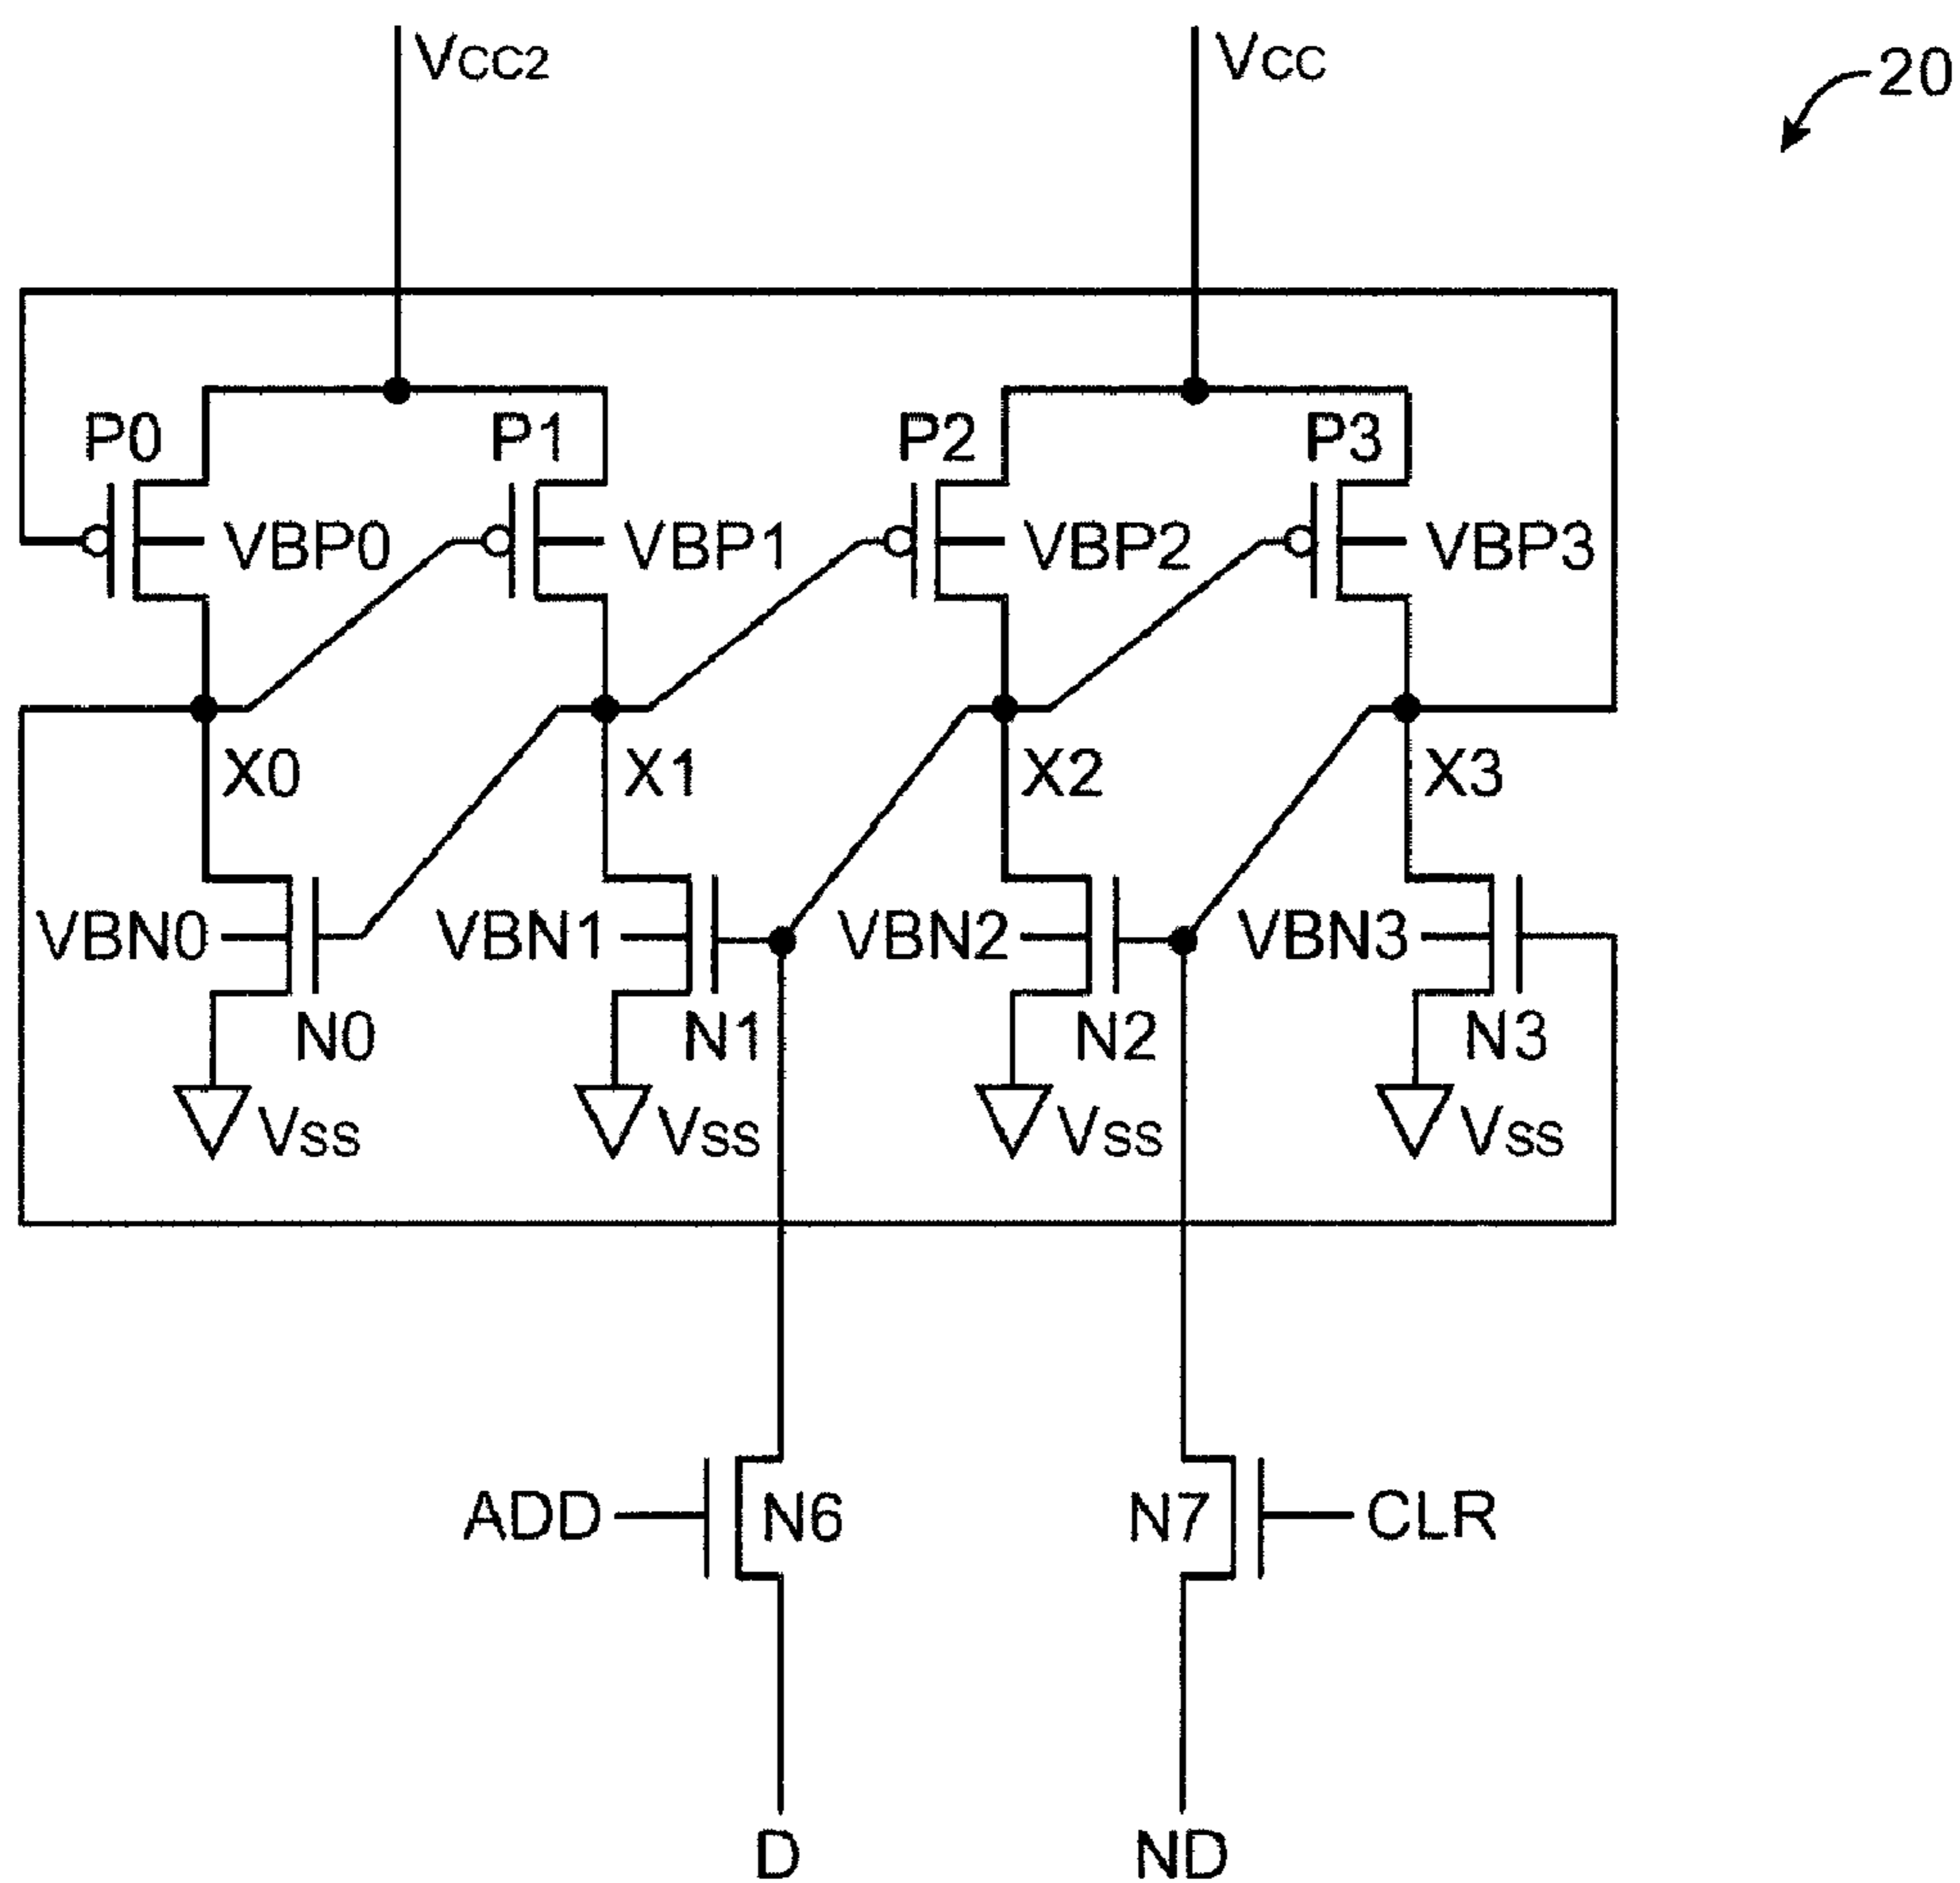 VCC2 VCC 20
P0 P1 P2 P3
VBP0 VBP1 VBP2 VBP3
X0 X1 X2 X3
VBN0 VBN1 VBN2 VBN3
N0 N1 N2 N3
VSS VSS VSS VSS
ADD N6 N7 CLR
D ND